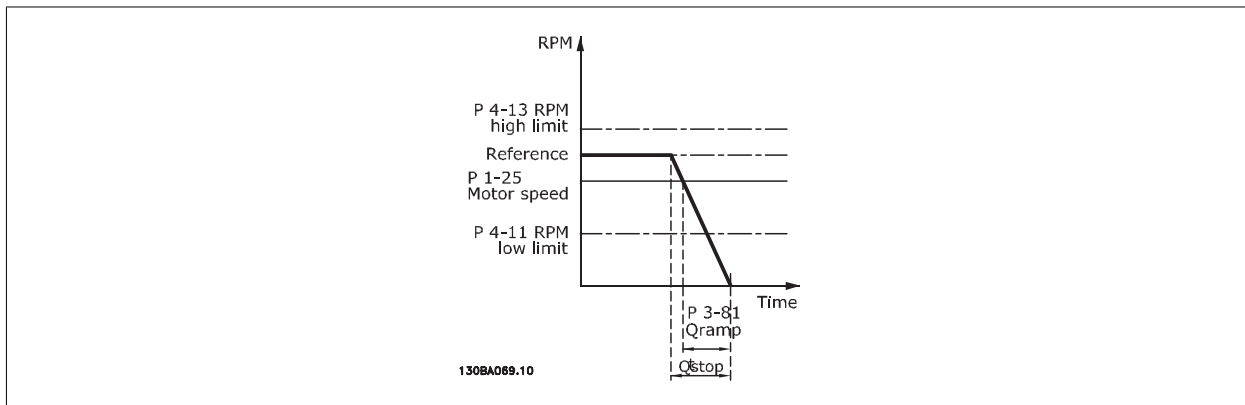 RPM
P 4-13 RPM
high limit
Reference
P 1-25
Motor speed
P 4-11 RPM
low limit
Time
P 3-81
Qramp
Qstop
130BA069.10